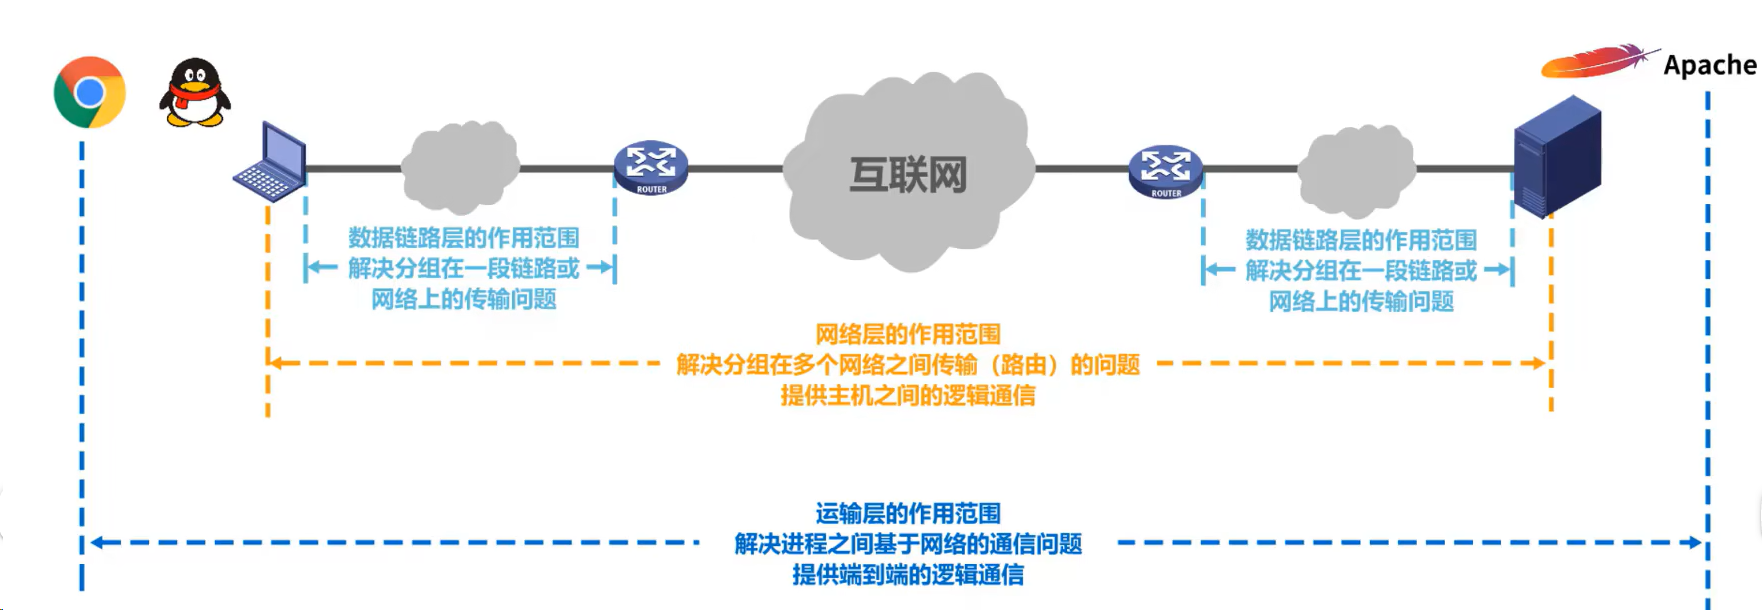 Apache
互联网
ROUTER
ROUTER
数据链路层的作用范围
解决分组在一段链路或
网络上的传输问题
数据链路层的作用范围
解决分组在一段链路或
网络上的传输问题
网络层的作用范围
解决分组在多个网络之间传输（路由）的问题
提供主机之间的逻辑通信
运输层的作用范围
解决进程之间基于网络的通信问题
提供端到端的逻辑通信